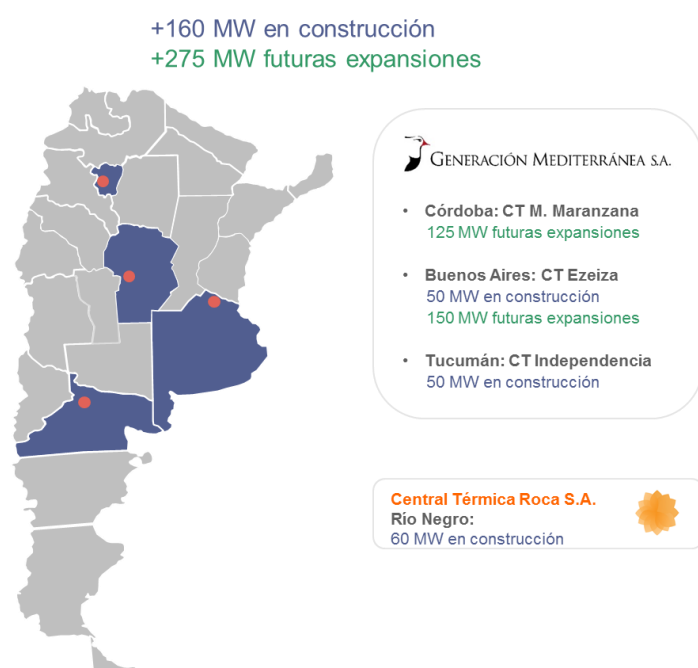 +160 MW en construcción
+275 MW futuras expansiones
GENERACIÓN MEDITERRÁNEA S.A.
• Córdoba: CT M. Maranzana
125 MW futuras expansiones
• Buenos Aires: CT Ezeiza
50 MW en construcción
150 MW futuras expansiones
• Tucumán: CT Independencia
50 MW en construcción
Central Térmica Roca S.A.
Río Negro:
60 MW en construcción